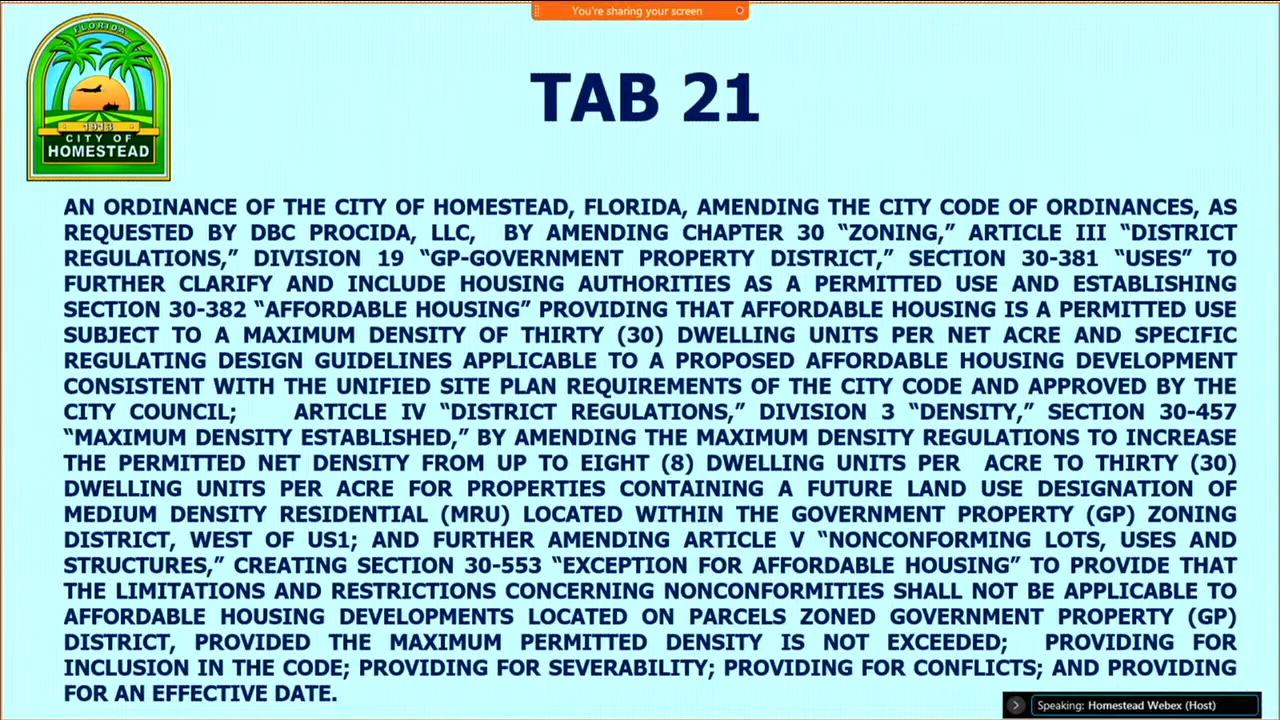 You're sharing your screen
FLORIDA
1913
CITY OF
HOMESTEAD
TAB 21
AN ORDINANCE OF THE CITY OF HOMESTEAD, FLORIDA, AMENDING THE CITY CODE OF ORDINANCES, AS
REQUESTED BY DBC PROCIDA, LLC, BY AMENDING CHAPTER 30 “ZONING,” ARTICLE III “DISTRICT
REGULATIONS,” DIVISION 19 “GP-GOVERNMENT PROPERTY DISTRICT,” SECTION 30-381 “USES” TO
FURTHER CLARIFY AND INCLUDE HOUSING AUTHORITIES AS A PERMITTED USE AND ESTABLISHING
SECTION 30-382 “AFFORDABLE HOUSING” PROVIDING THAT AFFORDABLE HOUSING IS A PERMITTED USE
SUBJECT TO A MAXIMUM DENSITY OF THIRTY (30) DWELLING UNITS PER NET ACRE AND SPECIFIC
REGULATING DESIGN GUIDELINES APPLICABLE TO A PROPOSED AFFORDABLE HOUSING DEVELOPMENT
CONSISTENT WITH THE UNIFIED SITE PLAN REQUIREMENTS OF THE CITY CODE AND APPROVED BY THE
CITY COUNCIL; ARTICLE IV “DISTRICT REGULATIONS,” DIVISION 3 “DENSITY,” SECTION 30-457
“MAXIMUM DENSITY ESTABLISHED,” BY AMENDING THE MAXIMUM DENSITY REGULATIONS TO INCREASE
THE PERMITTED NET DENSITY FROM UP TO EIGHT (8) DWELLING UNITS PER ACRE TO THIRTY (30)
DWELLING UNITS PER ACRE FOR PROPERTIES CONTAINING A FUTURE LAND USE DESIGNATION OF
MEDIUM DENSITY RESIDENTIAL (MRU) LOCATED WITHIN THE GOVERNMENT PROPERTY (GP) ZONING
DISTRICT, WEST OF US1; AND FURTHER AMENDING ARTICLE V “NONCONFORMING LOTS, USES AND
STRUCTURES,” CREATING SECTION 30-553 “EXCEPTION FOR AFFORDABLE HOUSING” TO PROVIDE THAT
THE LIMITATIONS AND RESTRICTIONS CONCERNING NONCONFORMITIES SHALL NOT BE APPLICABLE TO
AFFORDABLE HOUSING DEVELOPMENTS LOCATED ON PARCELS ZONED GOVERNMENT PROPERTY (GP)
DISTRICT, PROVIDED THE MAXIMUM PERMITTED DENSITY IS NOT EXCEEDED; PROVIDING FOR
INCLUSION IN THE CODE; PROVIDING FOR SEVERABILITY; PROVIDING FOR CONFLICTS; AND PROVIDING
FOR AN EFFECTIVE DATE.
Speaking: Homestead Webex (Host)